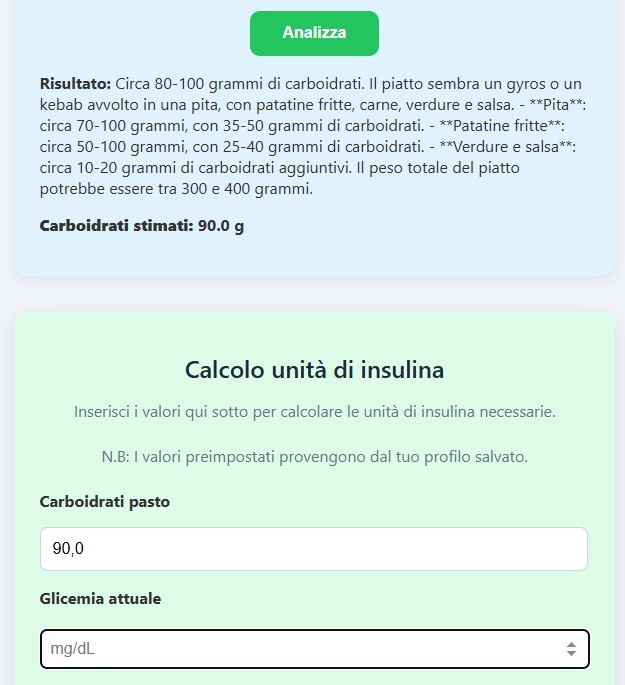 Analizza
Risultato: Circa 80-100 grammi di carboidrati. Il piatto sembra un gyros o un
kebab avvolto in una pita, con patatine fritte, carne, verdure e salsa. - **Pita**:
circa 70-100 grammi, con 35-50 grammi di carboidrati. - **Patatine fritte**:
circa 50-100 grammi, con 25-40 grammi di carboidrati. - **Verdure e salsa**:
circa 10-20 grammi di carboidrati aggiuntivi. Il peso totale del piatto
potrebbe essere tra 300 e 400 grammi.
Carboidrati stimati: 90.0 g
Calcolo unità di insulina
Inserisci i valori qui sotto per calcolare le unità di insulina necessarie.
N.B: I valori preimpostati provengono dal tuo profilo salvato.
Carboidrati pasto
90,0
Glicemia attuale
mg/dL